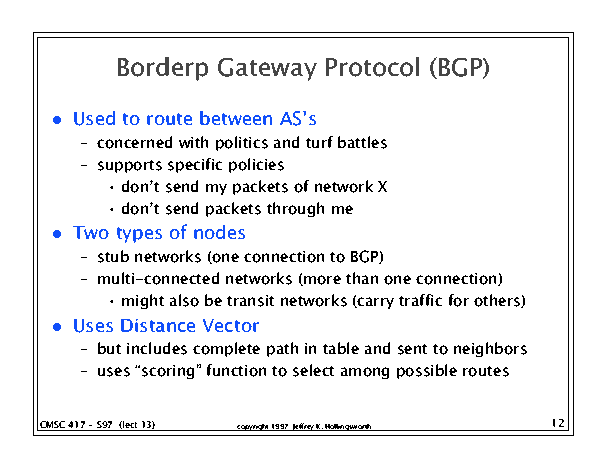 Borderp Gateway Protocol (BGP)
● Used to route between AS's
– concerned with politics and turf battles
– supports specific policies
• don't send my packets of network X
• don't send packets through me
● Two types of nodes
– stub networks (one connection to BGP)
– multi-connected networks (more than one connection)
• might also be transit networks (carry traffic for others)
● Uses Distance Vector
– but includes complete path in table and sent to neighbors
– uses “scoring” function to select among possible routes
CMSC 417 - S97 (lect 13)
copyright 1997 Jeffrey K. Hollingsworth
12